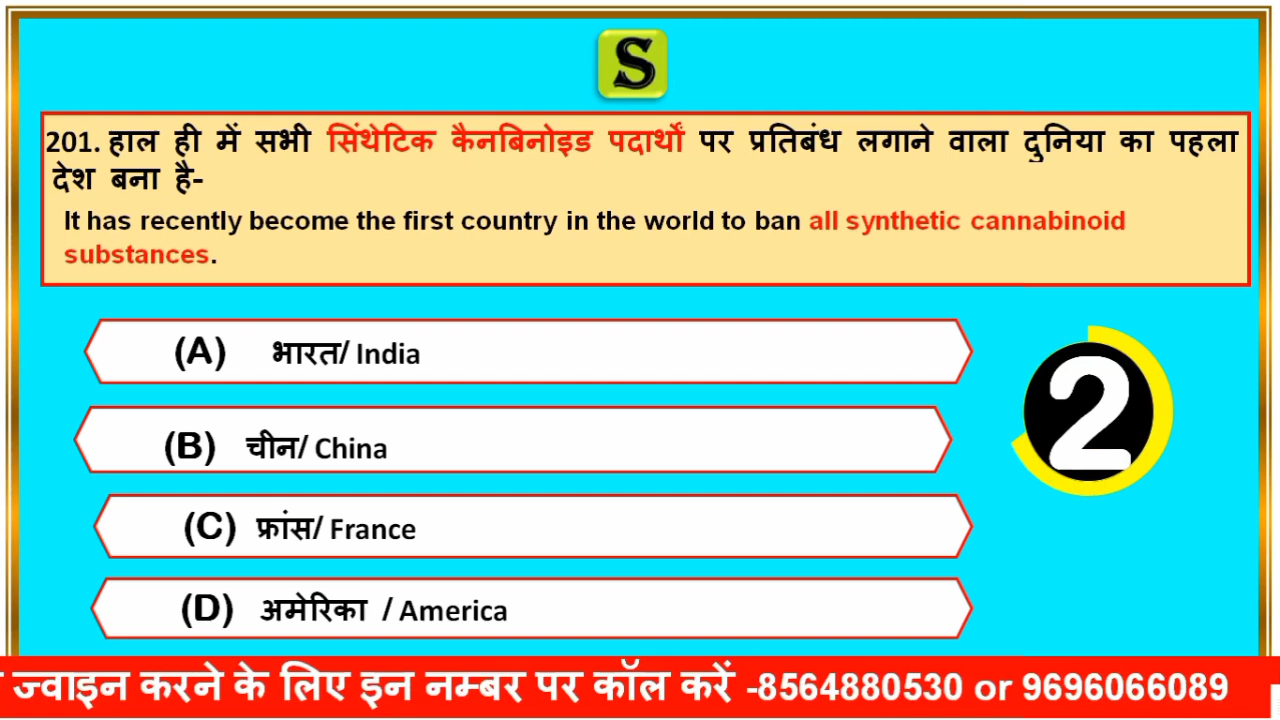 S
201. हाल ही में सभी सिंथेटिक कैनबिनोइड पदार्थों पर प्रतिबंध लगाने वाला दुनिया का पहला
देश बना है-
It has recently become the first country in the world to ban all synthetic cannabinoid
substances.
(A) भारत/ India
(B) चीन/ China
2
(C) फ्रांस/ France
(D) अमेरिका / America
ज्वाइन करने के लिए इन नम्बर पर कॉल करें -8564880530 or 9696066089